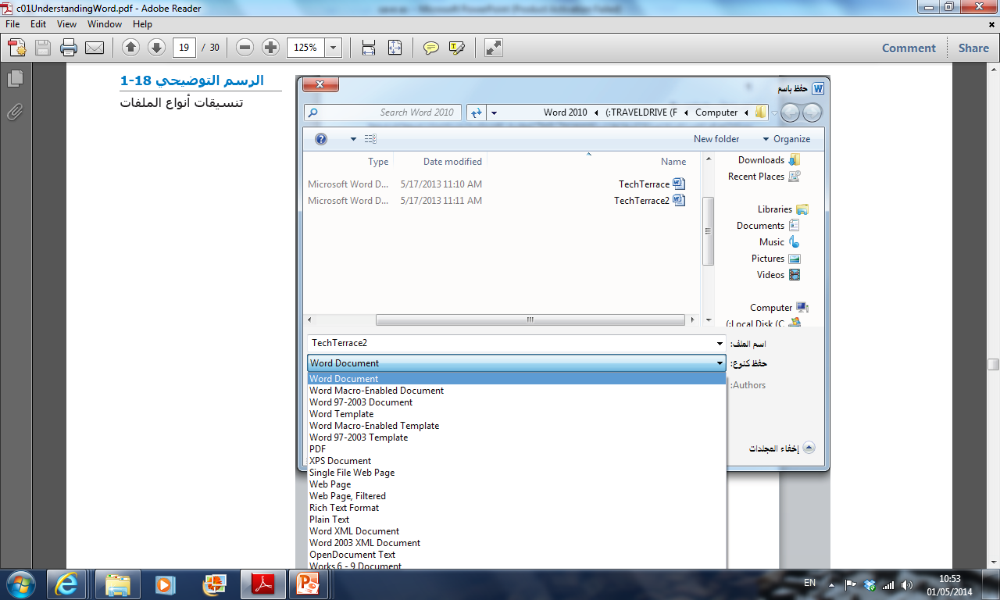 c01UnderstandingWord.pdf - Adobe Reader
File Edit View Window Help
19 / 30 125% Comment Share
الرسم التوضيحي 18-1
تنسيقات أنواع الملفات
حفظ باسم
Search Word 2010 Word 2010 (:TRAVELDRIVE (F Computer
New folder Organize
Type Date modified Name
Microsoft Word D... 5/17/2013 11:10 AM TechTerrace
Microsoft Word D... 5/17/2013 11:11 AM TechTerrace2
Downloads
Recent Places
Libraries
Documents
Music
Pictures
Videos
Computer
(:Local Disk (C
اسم الملف: TechTerrace2
حفظ كنوع: Word Document
:Authors
Word Document
Word Macro-Enabled Document
Word 97-2003 Document
Word Template
Word Macro-Enabled Template
Word 97-2003 Template
PDF
XPS Document
Single File Web Page
Web Page
Web Page, Filtered
Rich Text Format
Plain Text
Word XML Document
Word 2003 XML Document
OpenDocument Text
Works 6 - 9 Document
إخفاء المجلدات
EN 10:53
01/05/2014